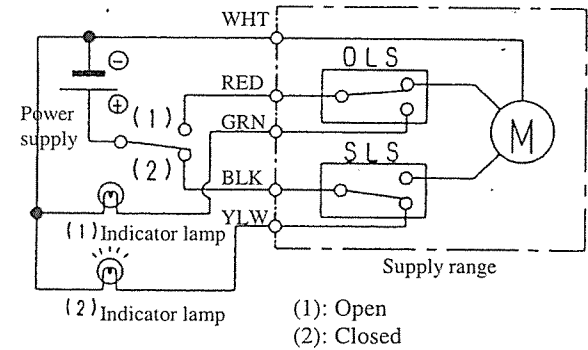 WHT
OLS
⊖
RED
⊕
Power
supply
(1)
GRN
M
(2)
SLS
BLK
YLW
(1) Indicator lamp
Supply range
(2) Indicator lamp
(1): Open
(2): Closed